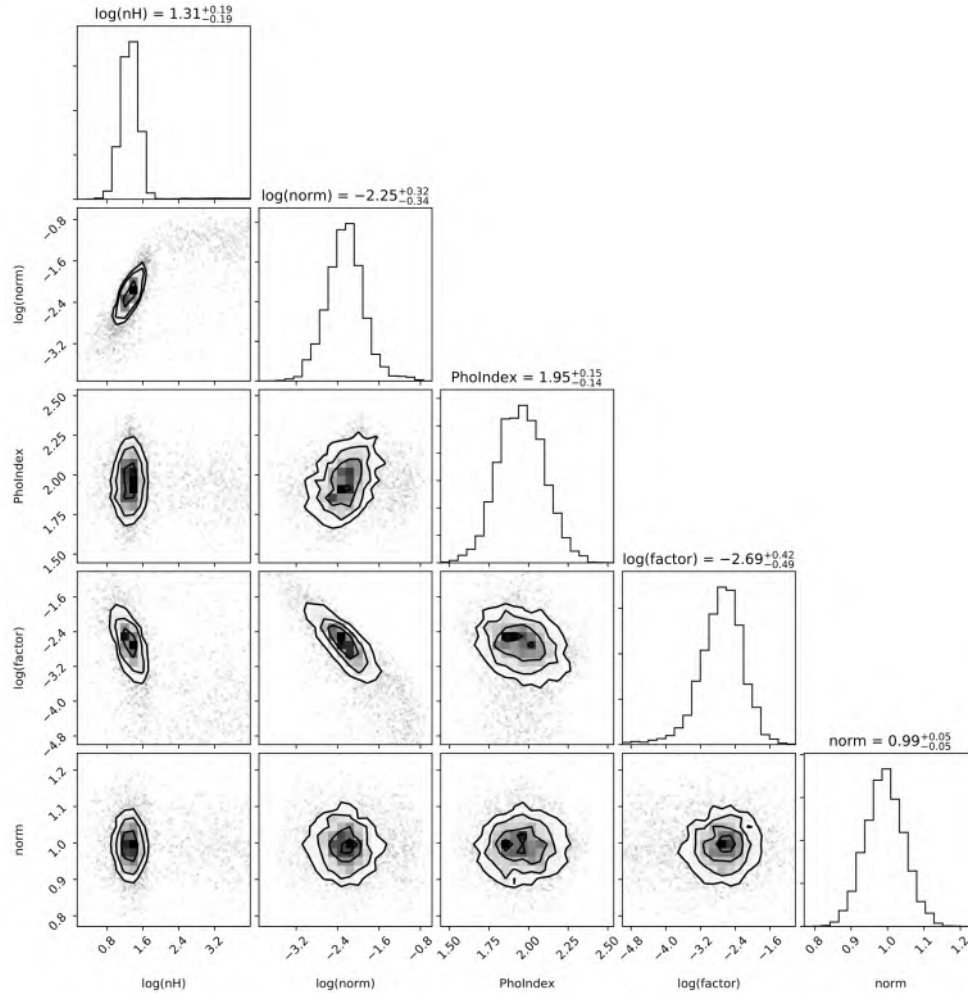 log(nH) = 1.31+0.19 −0.19
log(norm) = −2.25+0.32 −0.34
−0.8
−1.6
−2.4
−3.2
log(norm)
PhoIndex = 1.95+0.15 −0.14
2.50
2.25
2.00
1.75
1.50
PhoIndex
log(factor) = −2.69+0.42 −0.49
−1.6
−2.4
−3.2
−4.0
−4.8
log(factor)
norm = 0.99+0.05 −0.05
1.2
1.1
1.0
0.9
0.8
norm
0.8 1.6 2.4 3.2
−3.2 −2.4 −1.6 −0.8
1.50 1.75 2.00 2.25 2.50
−4.8 −4.0 −3.2 −2.4 −1.6
0.8 0.9 1.0 1.1 1.2
log(nH) log(norm) PhoIndex log(factor) norm